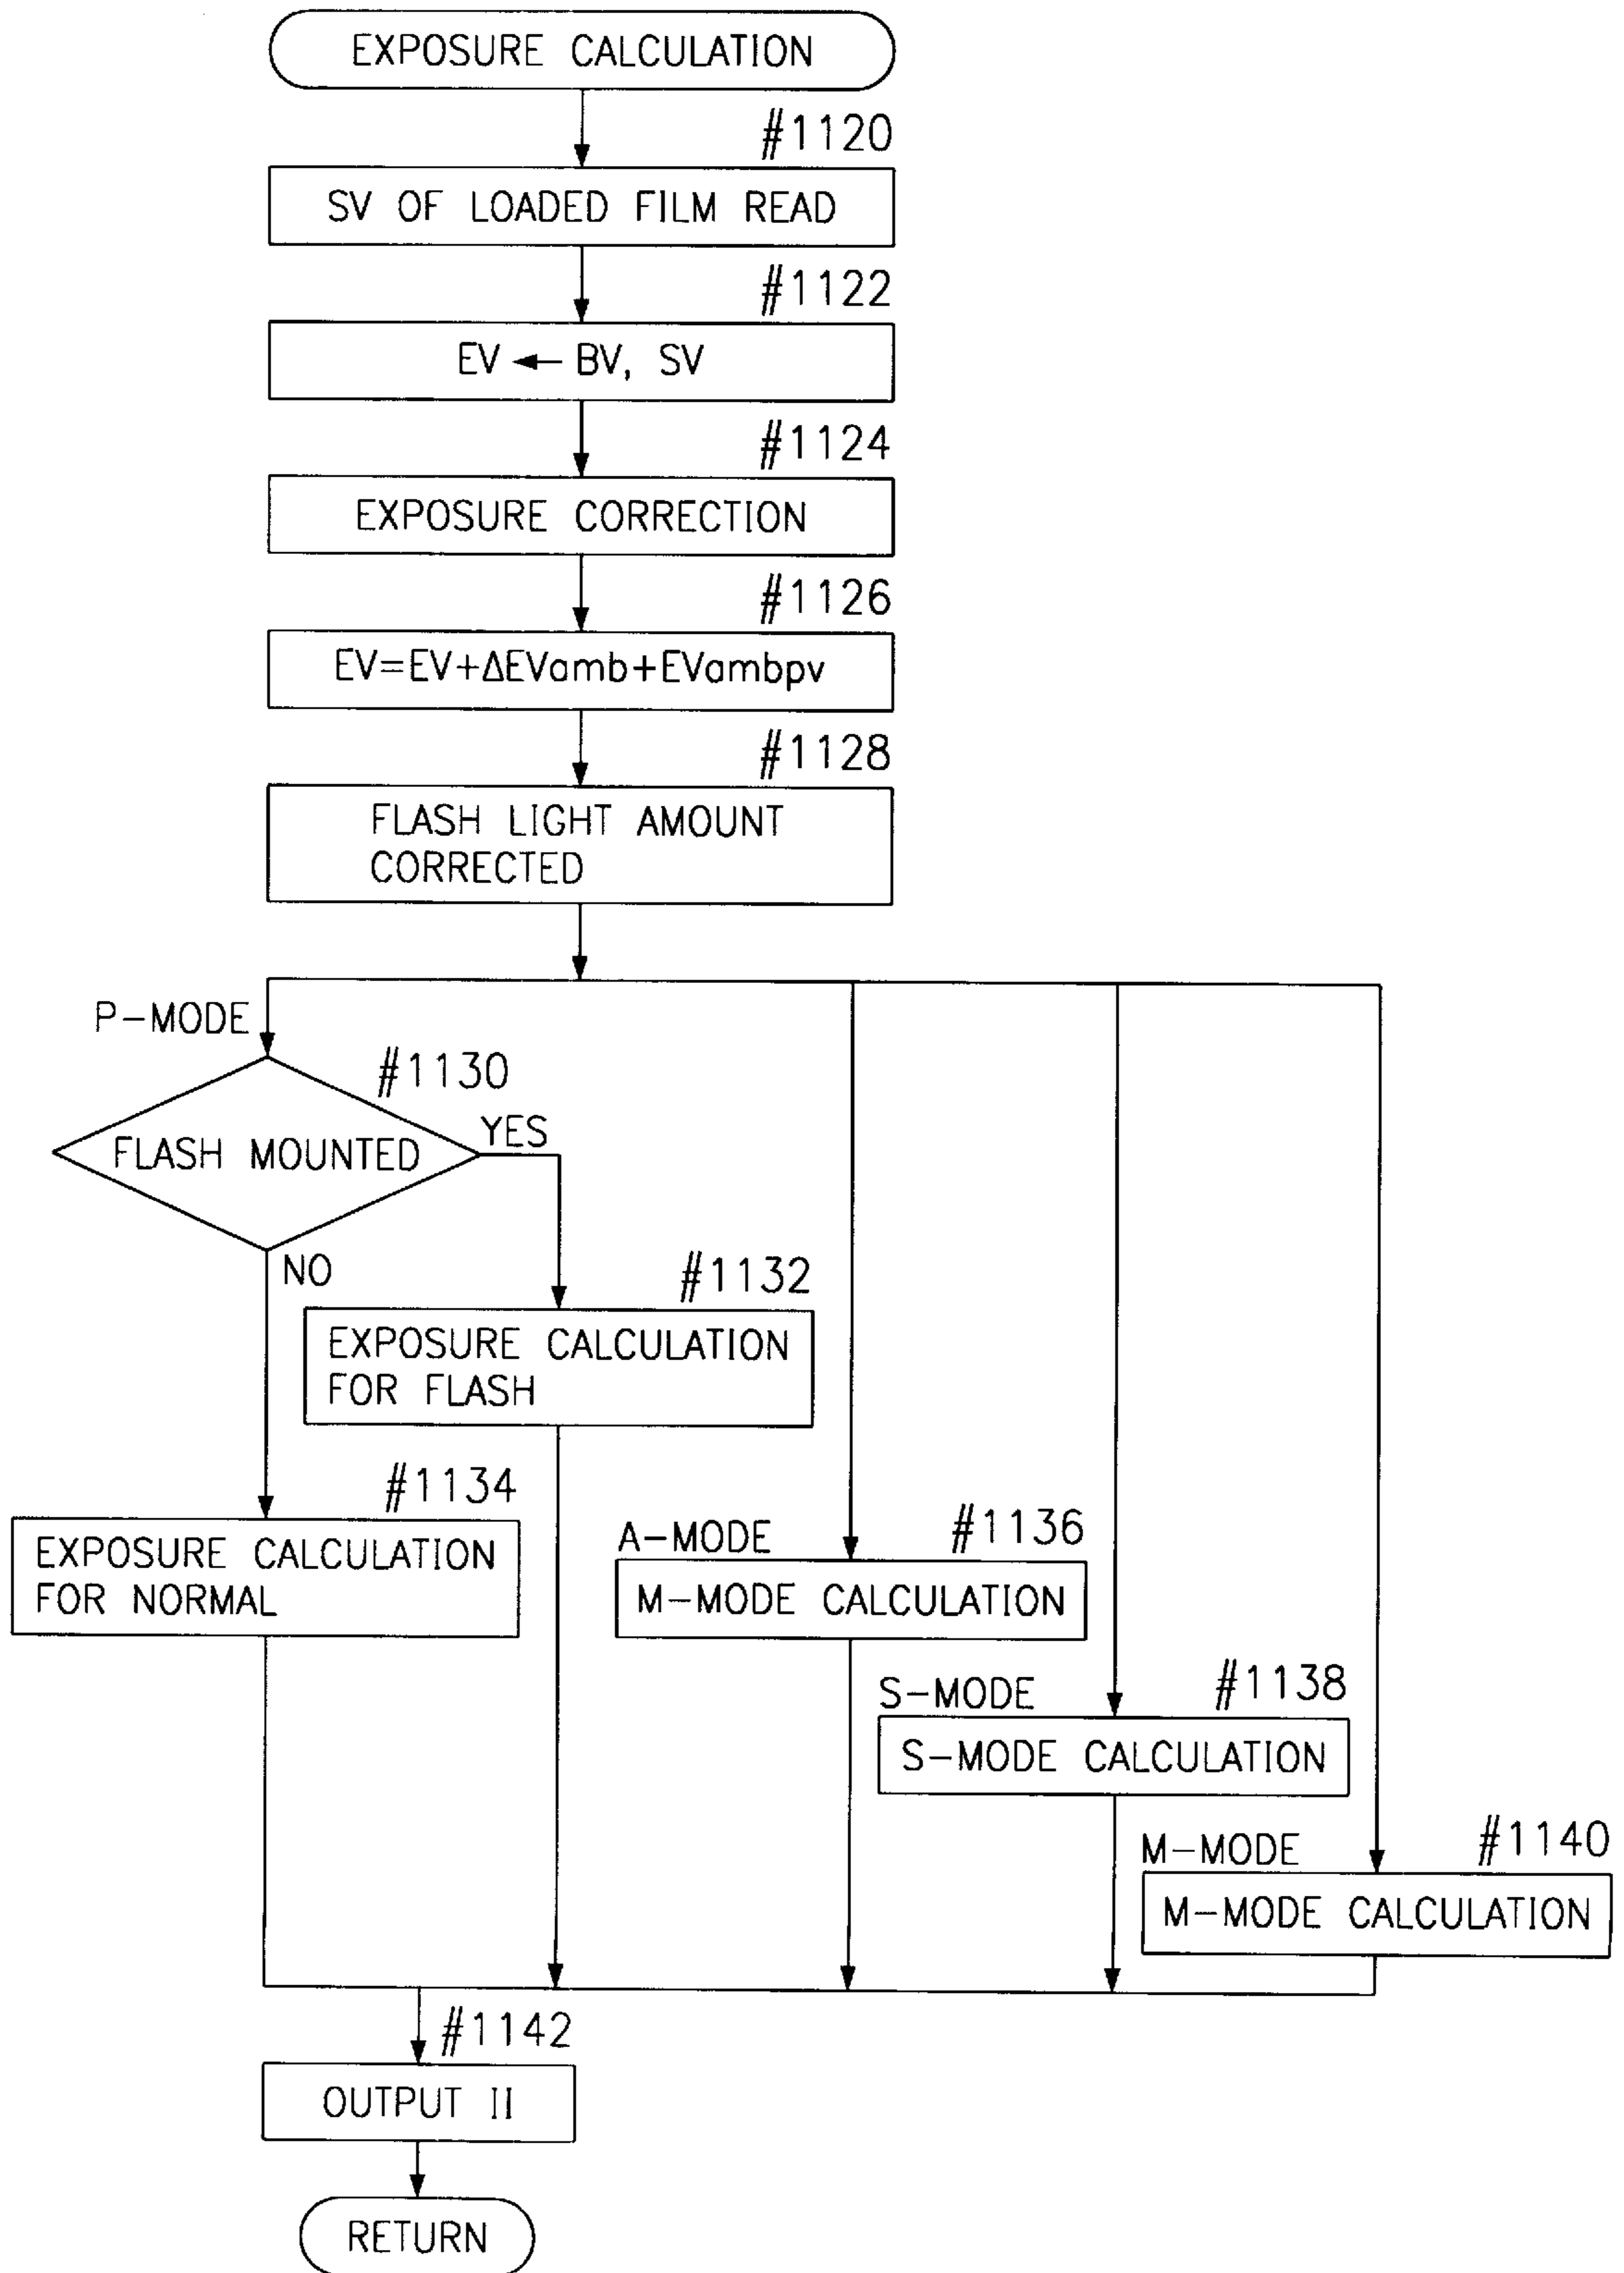 EXPOSURE CALCULATION
#1120
SV OF LOADED FILM READ
#1122
EV ← BV, SV
#1124
EXPOSURE CORRECTION
#1126
EV=EV+ΔEVamb+EVambpv
#1128
FLASH LIGHT AMOUNT
CORRECTED
P-MODE
#1130
FLASH MOUNTED
YES
NO
#1132
EXPOSURE CALCULATION
FOR FLASH
#1134
EXPOSURE CALCULATION
FOR NORMAL
A-MODE
#1136
M-MODE CALCULATION
S-MODE
#1138
S-MODE CALCULATION
M-MODE
#1140
M-MODE CALCULATION
#1142
OUTPUT II
RETURN